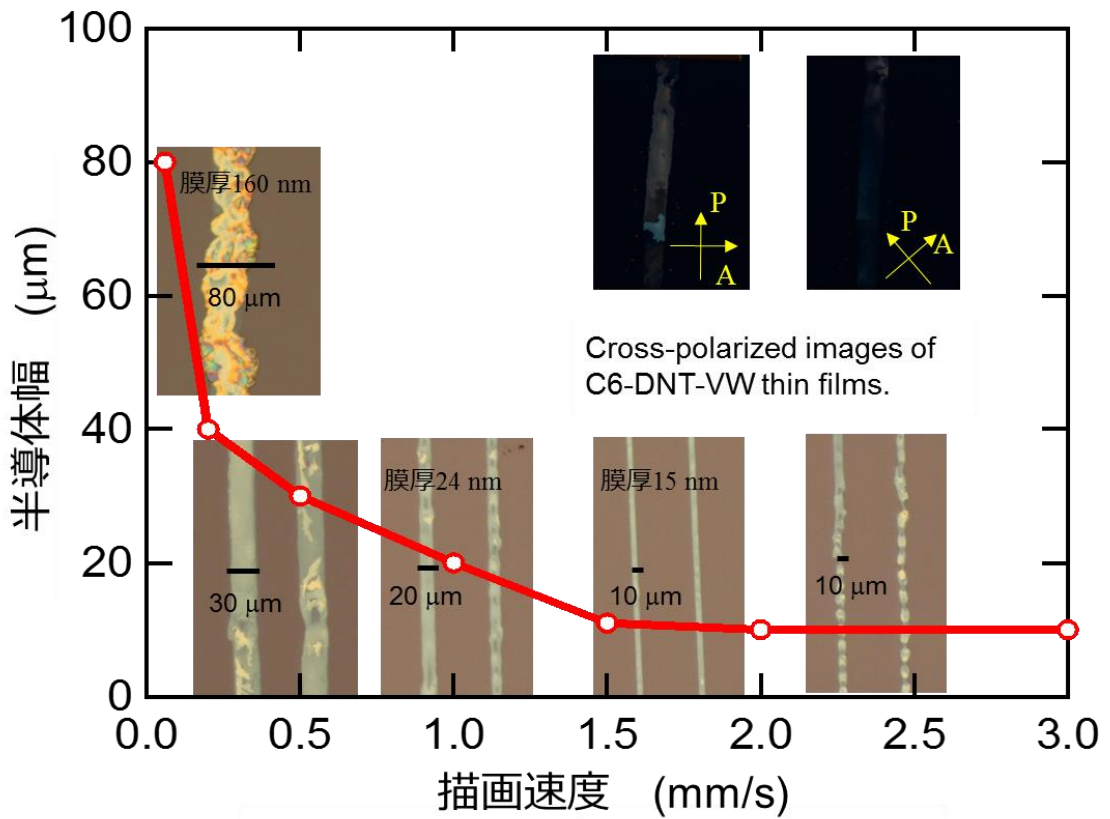 100
80
60
40
20
0
半導体幅 (μm)
膜厚160 nm
80 μm
P
A
P
A
Cross-polarized images of
C6-DNT-VW thin films.
30 μm
膜厚24 nm
20 μm
膜厚15 nm
10 μm
10 μm
0.0 0.5 1.0 1.5 2.0 2.5 3.0
描画速度 (mm/s)